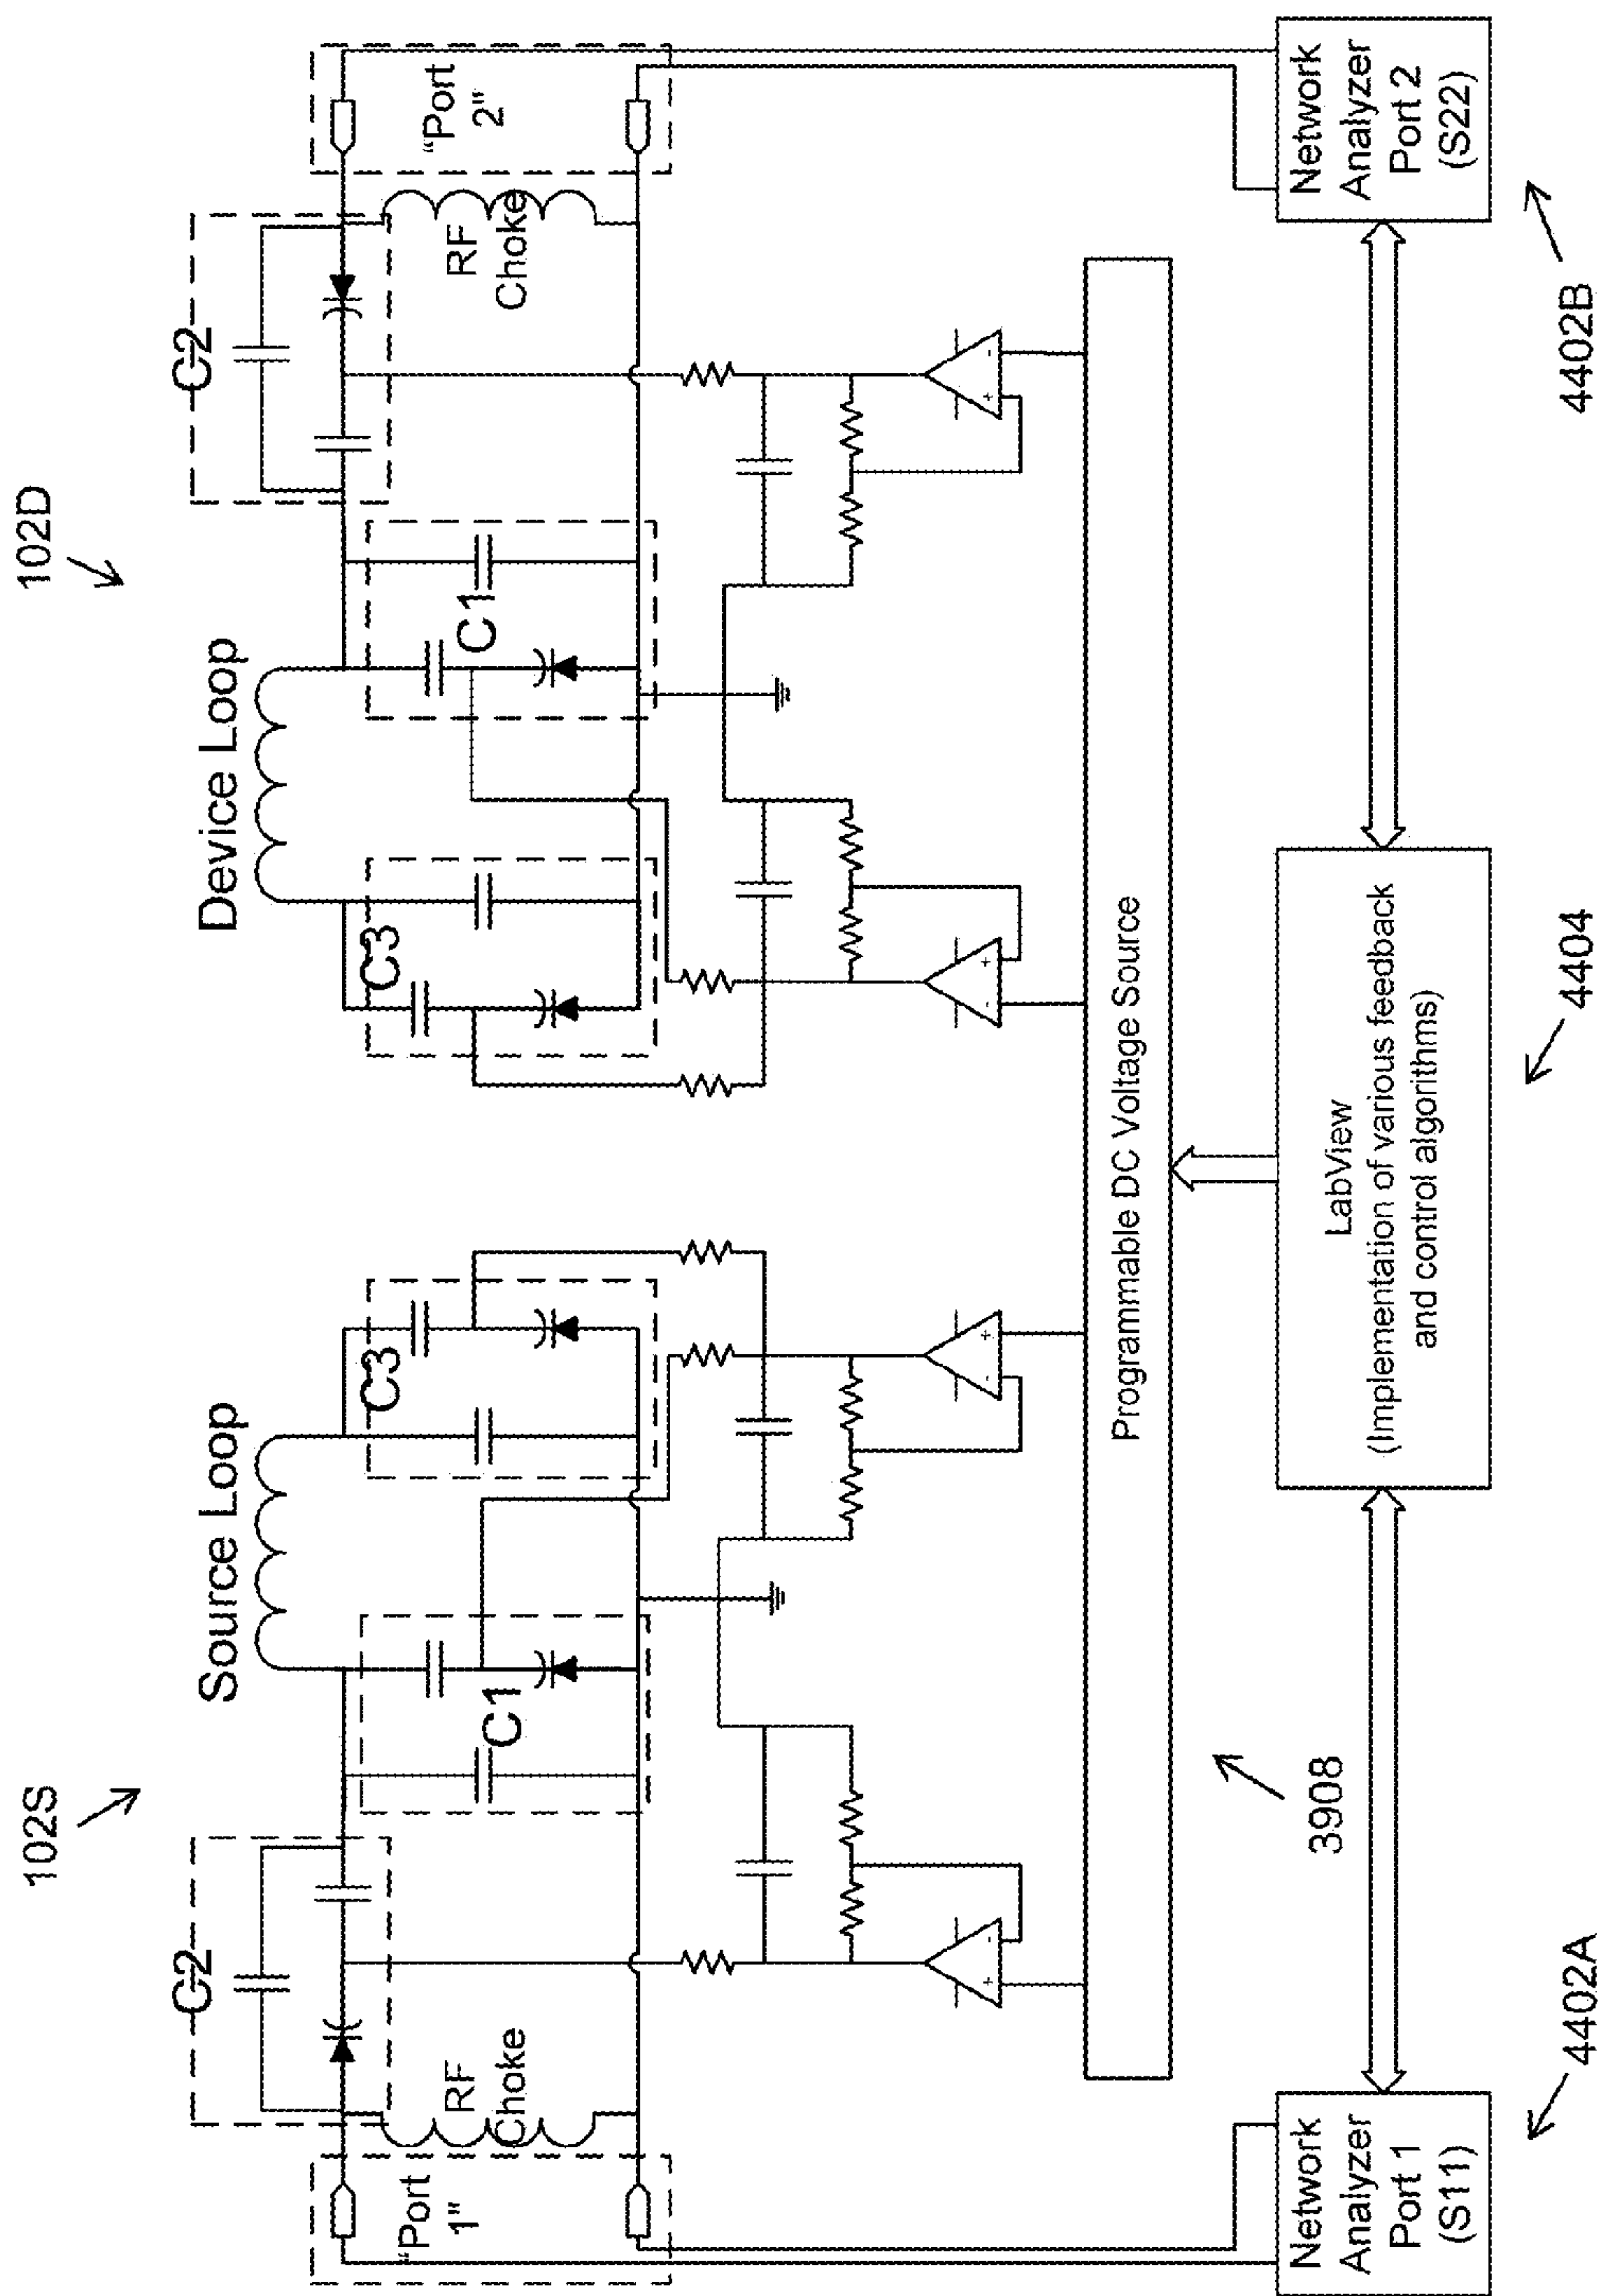 102S
102D
Source Loop
Device Loop
C2
C1
C3
C3
C1
C2
RF
Choke
RF
Choke
“Port
1"
“Port
2"
+
-
-
+
-
+
+
-
Programmable DC Voltage Source
3908
Network
Analyzer
Port 1
(S11)
LabView
(Implementation of various feedback
and control algorithms)
Network
Analyzer
Port 2
(S22)
4402A
4404
4402B